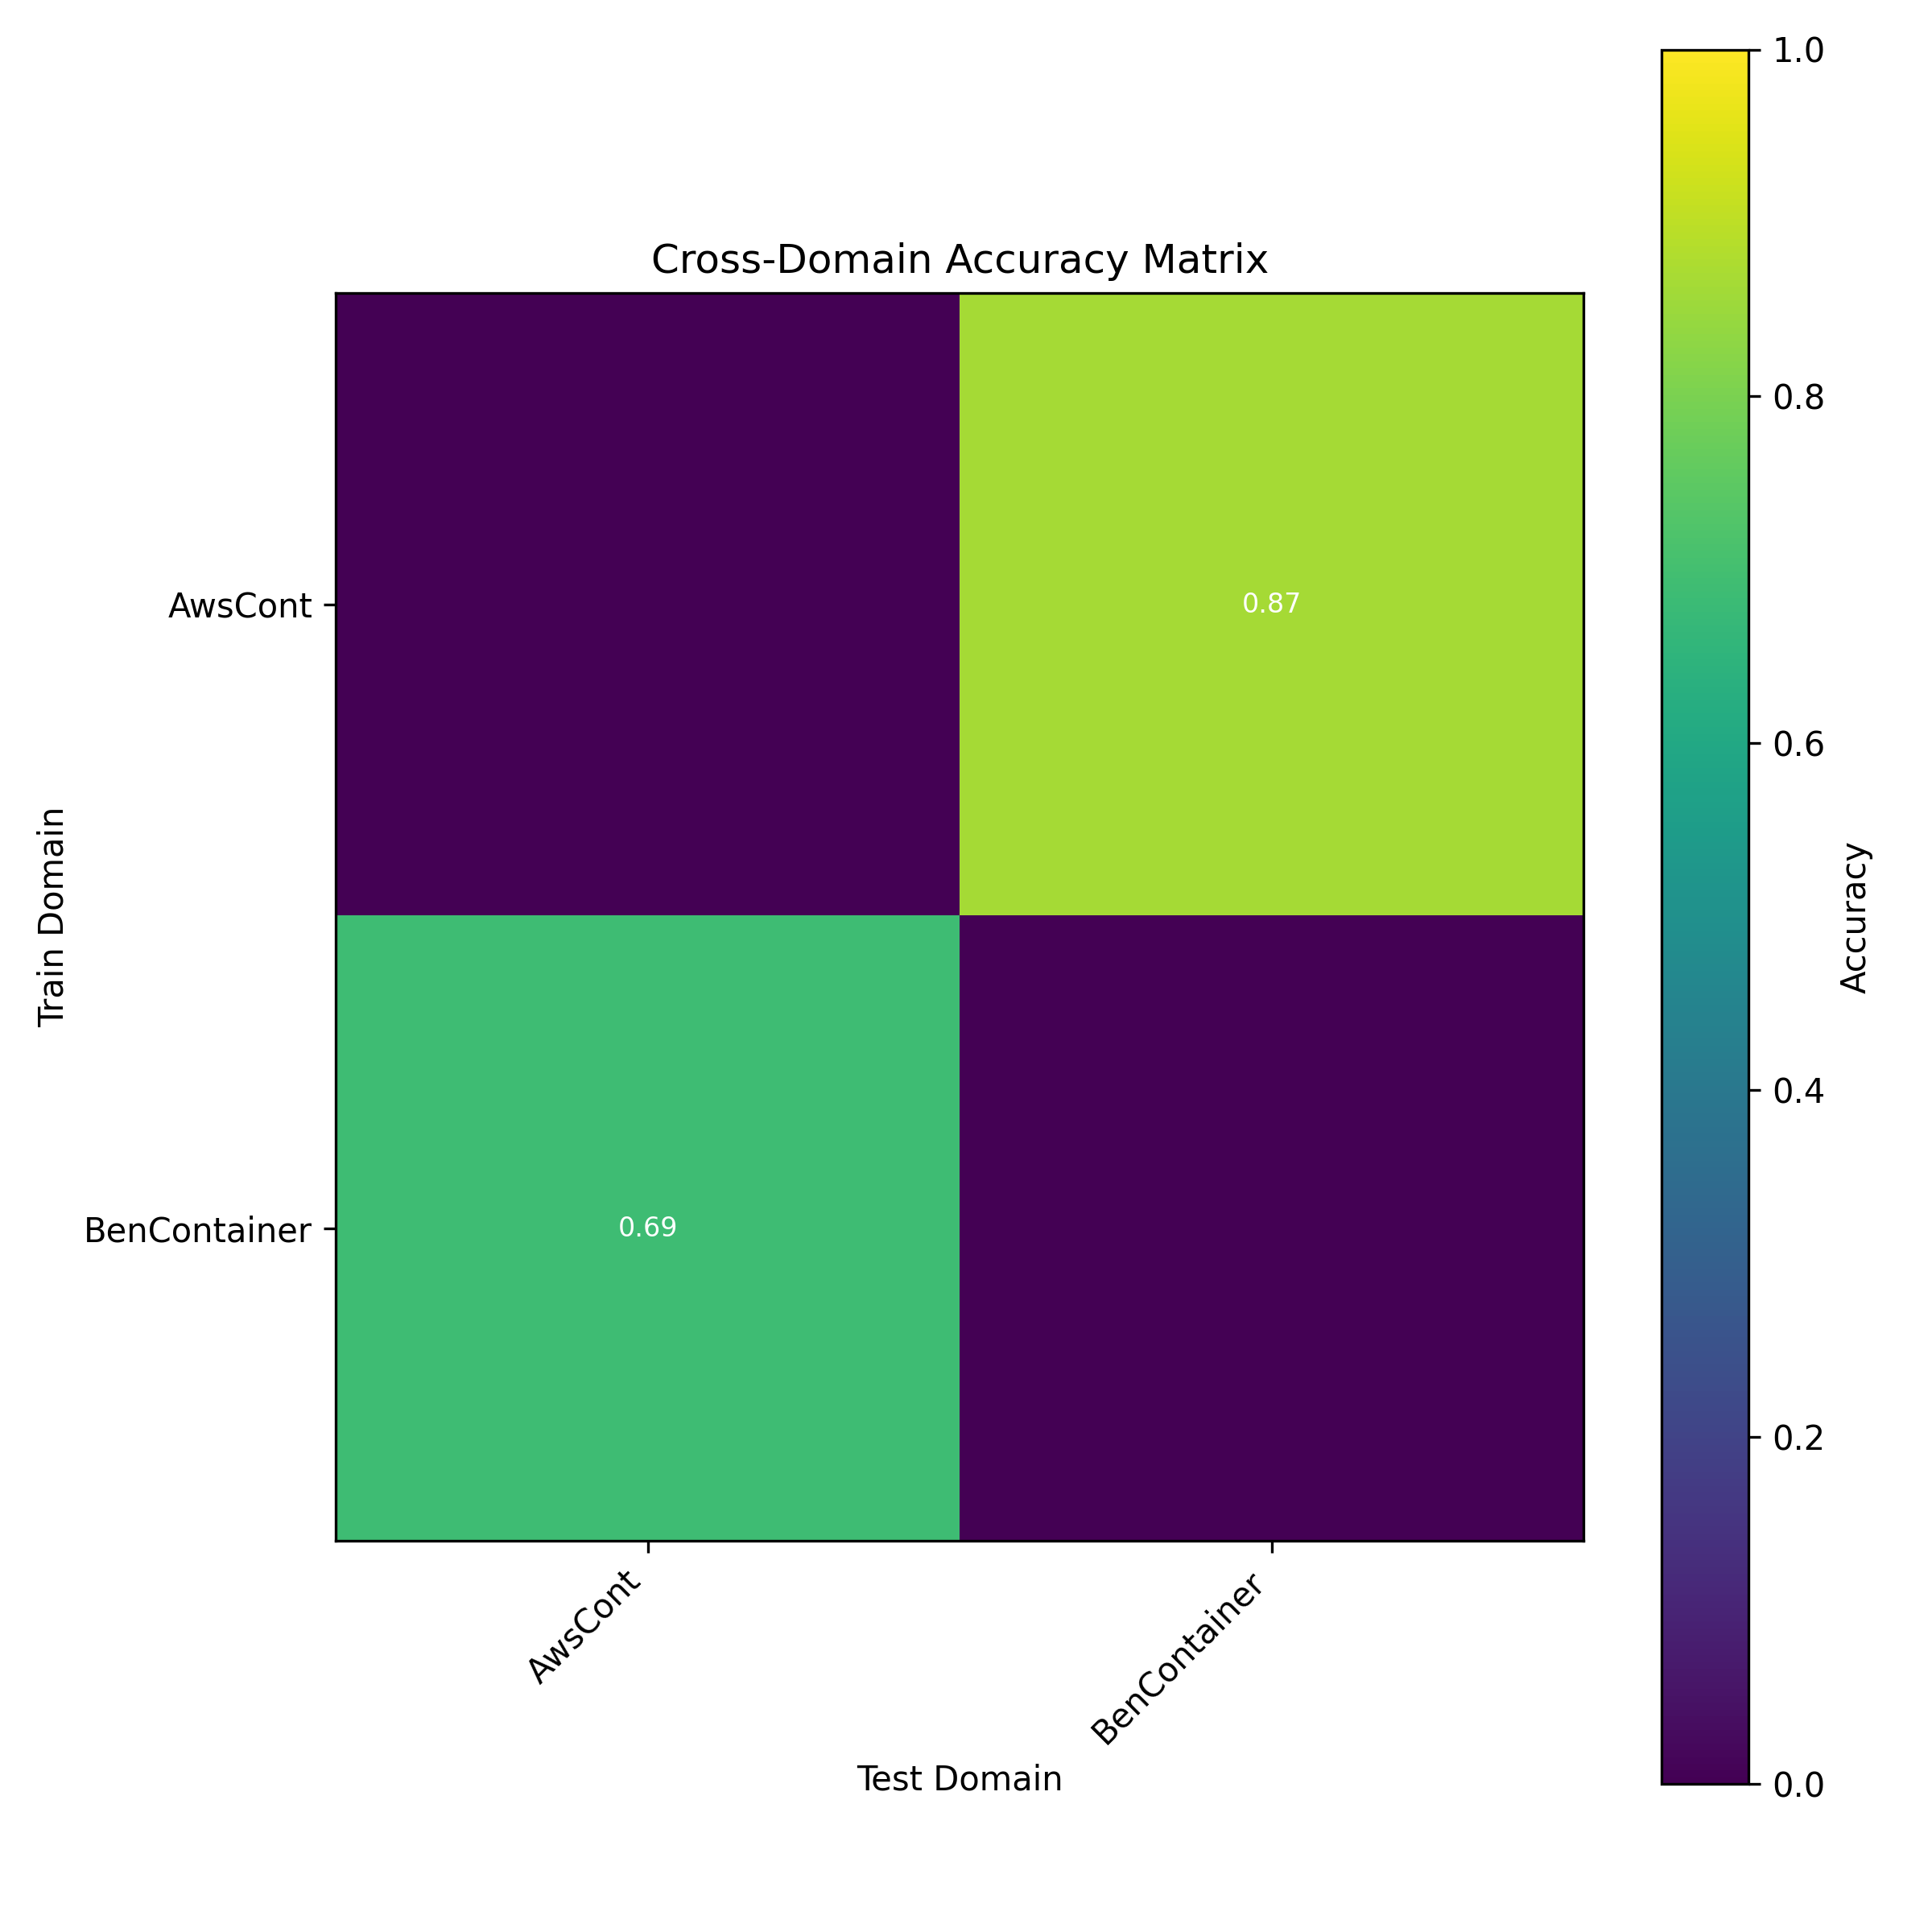 Cross-Domain Accuracy Matrix
Train Domain
AwsCont
BenContainer
0.87
0.69
AwsCont
BenContainer
Test Domain
1.0
0.8
0.6
0.4
0.2
0.0
Accuracy